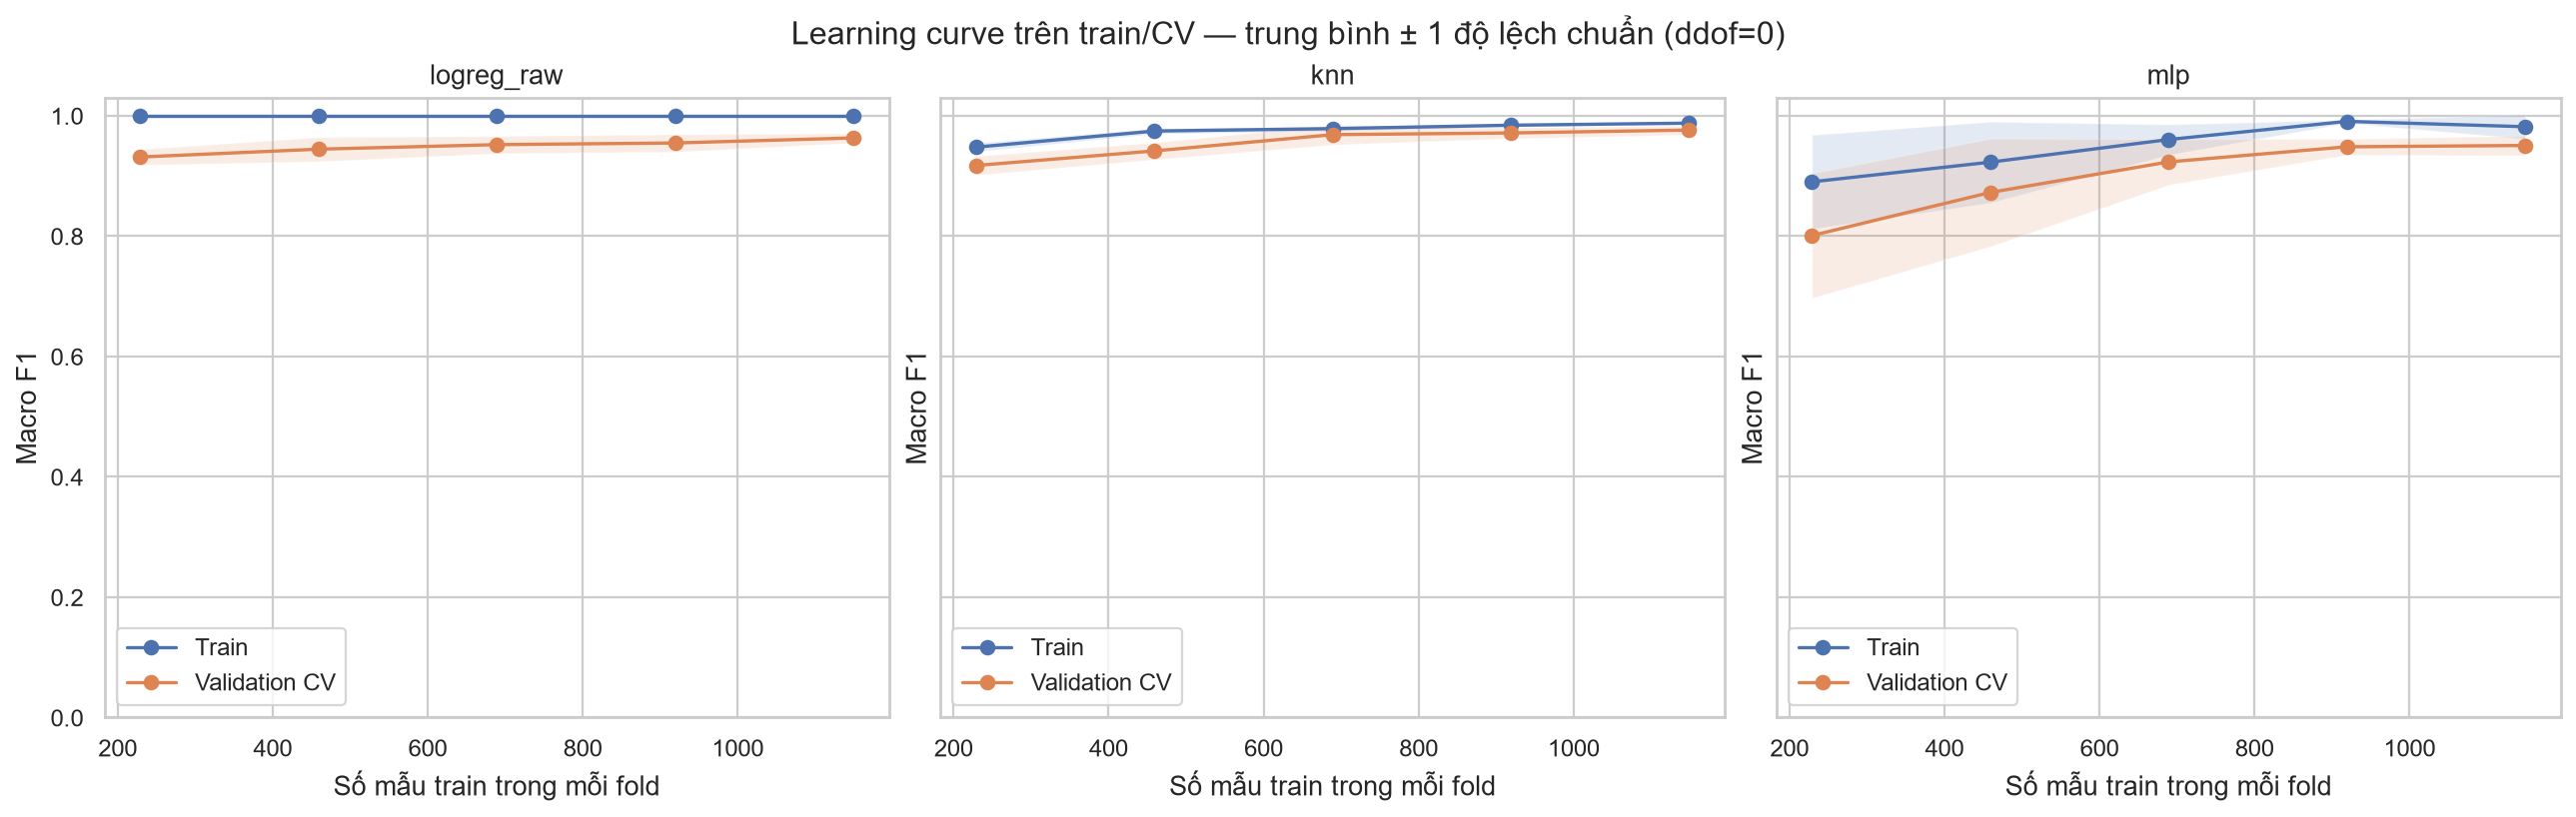 Learning curve trên train/CV — trung bình ± 1 độ lệch chuẩn (ddof=0)
logreg_raw
Macro F1
1.0
0.8
0.6
0.4
0.2
0.0
Train
Validation CV
200 400 600 800 1000
Số mẫu train trong mỗi fold
knn
Macro F1
Train
Validation CV
200 400 600 800 1000
Số mẫu train trong mỗi fold
mlp
Macro F1
Train
Validation CV
200 400 600 800 1000
Số mẫu train trong mỗi fold